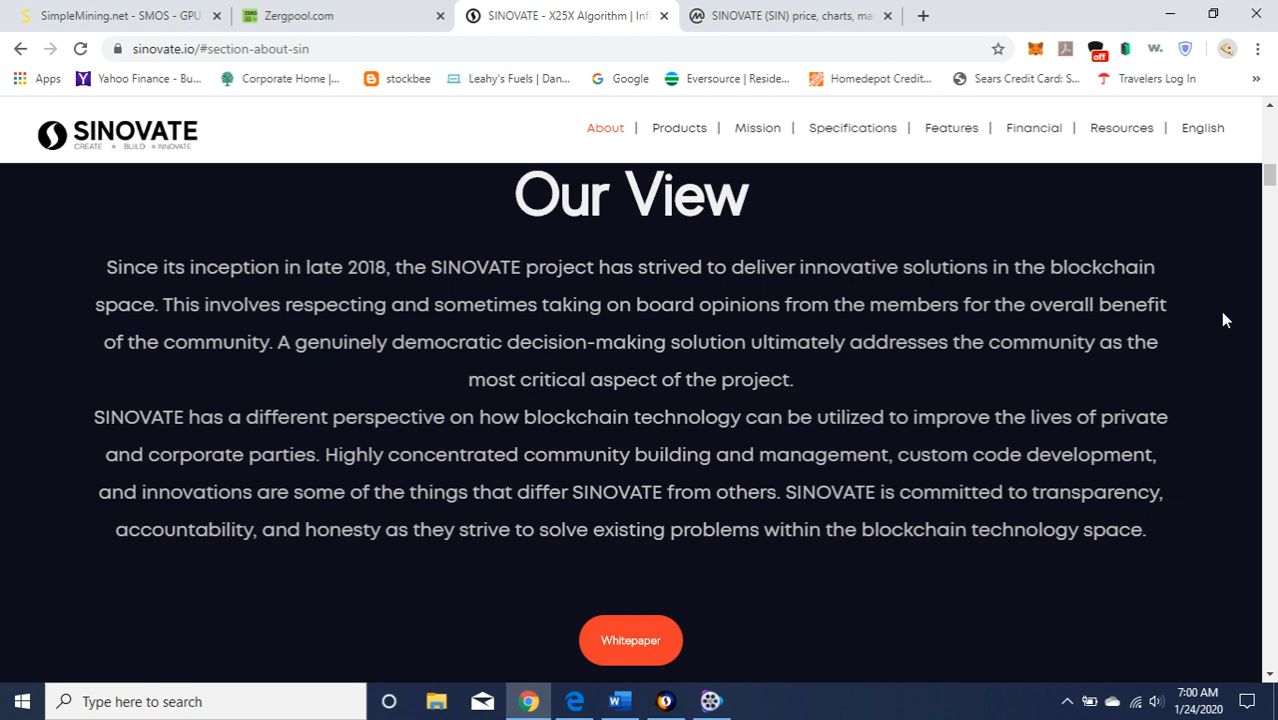 SimpleMining.net - SMOS - GPU
Zergpool.com
SINOVATE - X25X Algorithm | Infi
SINOVATE (SIN) price, charts, ma
sinovate.io/#section-about-sin
off
w.
Apps
Yahoo Finance - Bu...
Corporate Home |...
stockbee
Leahy's Fuels | Dan...
Google
Eversource | Reside...
Homedepot Credit...
Sears Credit Card: S...
Travelers Log In
»
SINOVATE
CREATE BUILD INNOVATE
About | Products | Mission | Specifications | Features | Financial | Resources | English
Our View
Since its inception in late 2018, the SINOVATE project has strived to deliver innovative solutions in the blockchain
space. This involves respecting and sometimes taking on board opinions from the members for the overall benefit
of the community. A genuinely democratic decision-making solution ultimately addresses the community as the
most critical aspect of the project.
SINOVATE has a different perspective on how blockchain technology can be utilized to improve the lives of private
and corporate parties. Highly concentrated community building and management, custom code development,
and innovations are some of the things that differ SINOVATE from others. SINOVATE is committed to transparency,
accountability, and honesty as they strive to solve existing problems within the blockchain technology space.
Whitepaper
Type here to search
7:00 AM
1/24/2020